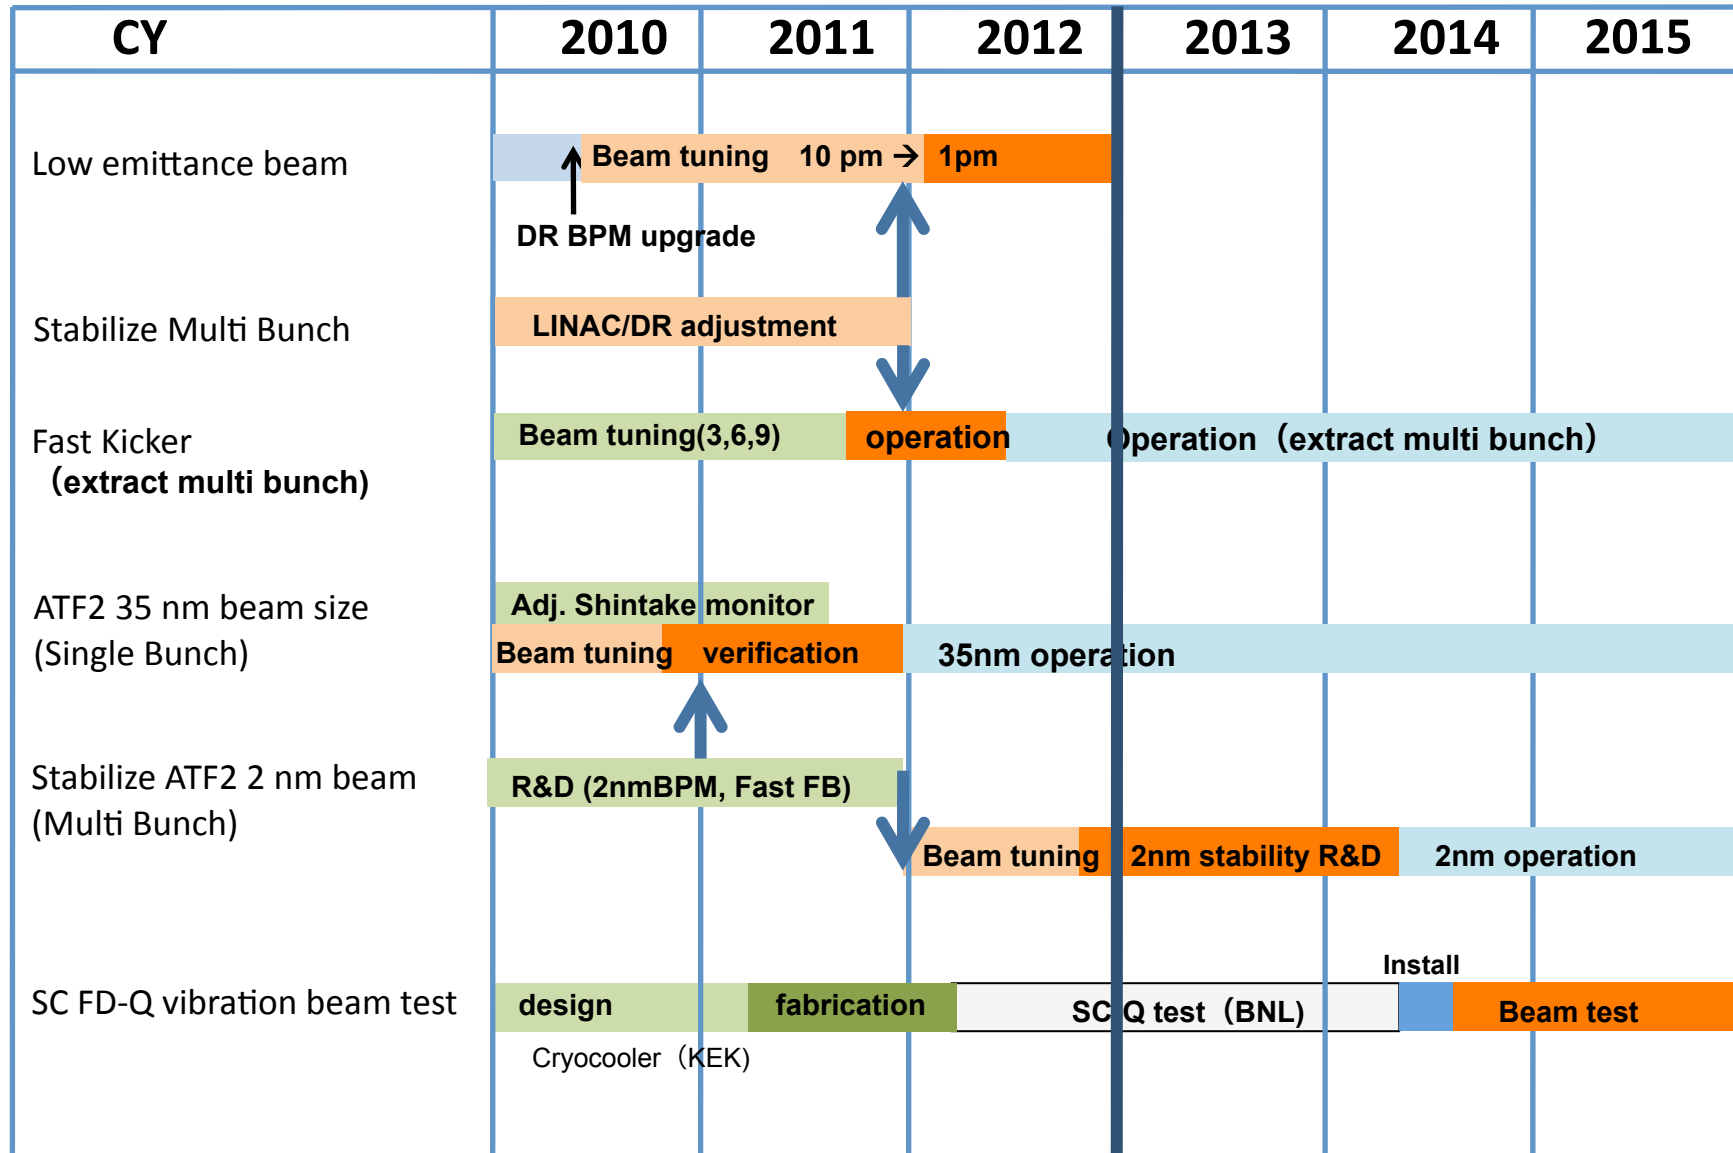 CY 2010 2011 2012 2013 2014 2015
Low emittance beam
Beam tuning 10 pm → 1pm
DR BPM upgrade
Stabilize Multi Bunch
LINAC/DR adjustment
Fast Kicker
（extract multi bunch)
Beam tuning(3,6,9)
operation
Operation（extract multi bunch）
ATF2 35 nm beam size
(Single Bunch)
Adj. Shintake monitor
Beam tuning
verification
35nm operation
Stabilize ATF2 2 nm beam
(Multi Bunch)
R&D (2nmBPM, Fast FB)
Beam tuning
2nm stability R&D
2nm operation
Install
SC FD-Q vibration beam test
design
fabrication
SC Q test（BNL)
Beam test
Cryocooler（KEK)